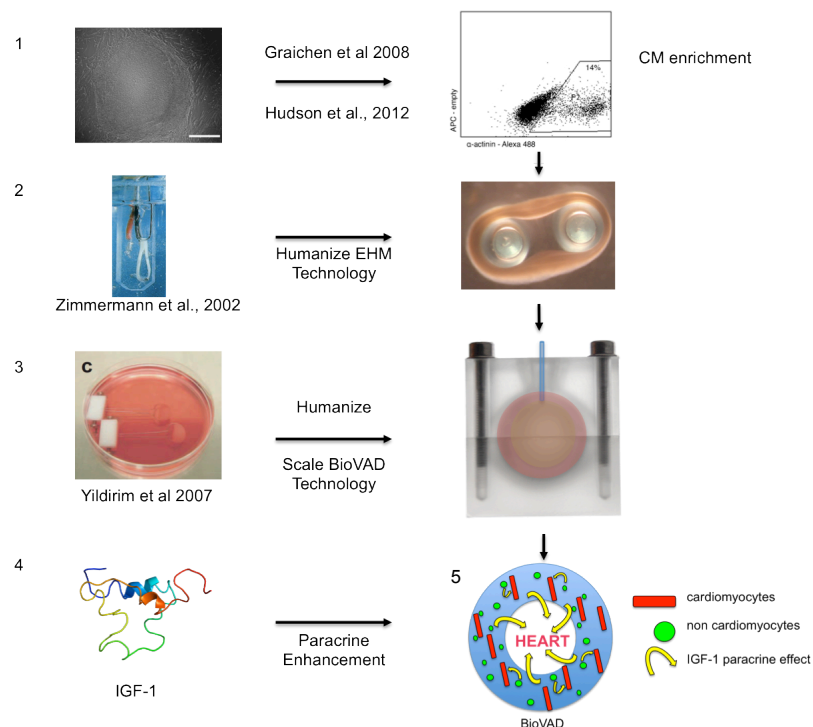 1
Graichen et al 2008
Hudson et al., 2012
APC - empty
14%
P3
α-actinin - Alexa 488
CM enrichment
2
Zimmermann et al., 2002
Humanize EHM
Technology
3
C
Yildirim et al 2007
Humanize
Scale BioVAD
Technology
4
IGF-1
Paracrine
Enhancement
5
HEART
BioVAD
cardiomyocytes
non cardiomyocytes
IGF-1 paracrine effect